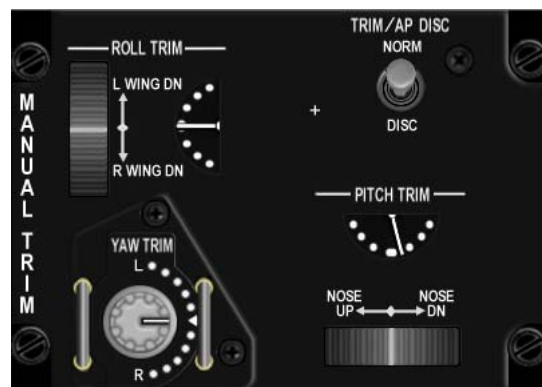 MANUAL TRIM
ROLL TRIM
L WING DN
R WING DN
TRIM/AP DISC
NORM
DISC
PITCH TRIM
NOSE UP
NOSE DN
YAW TRIM
L
R